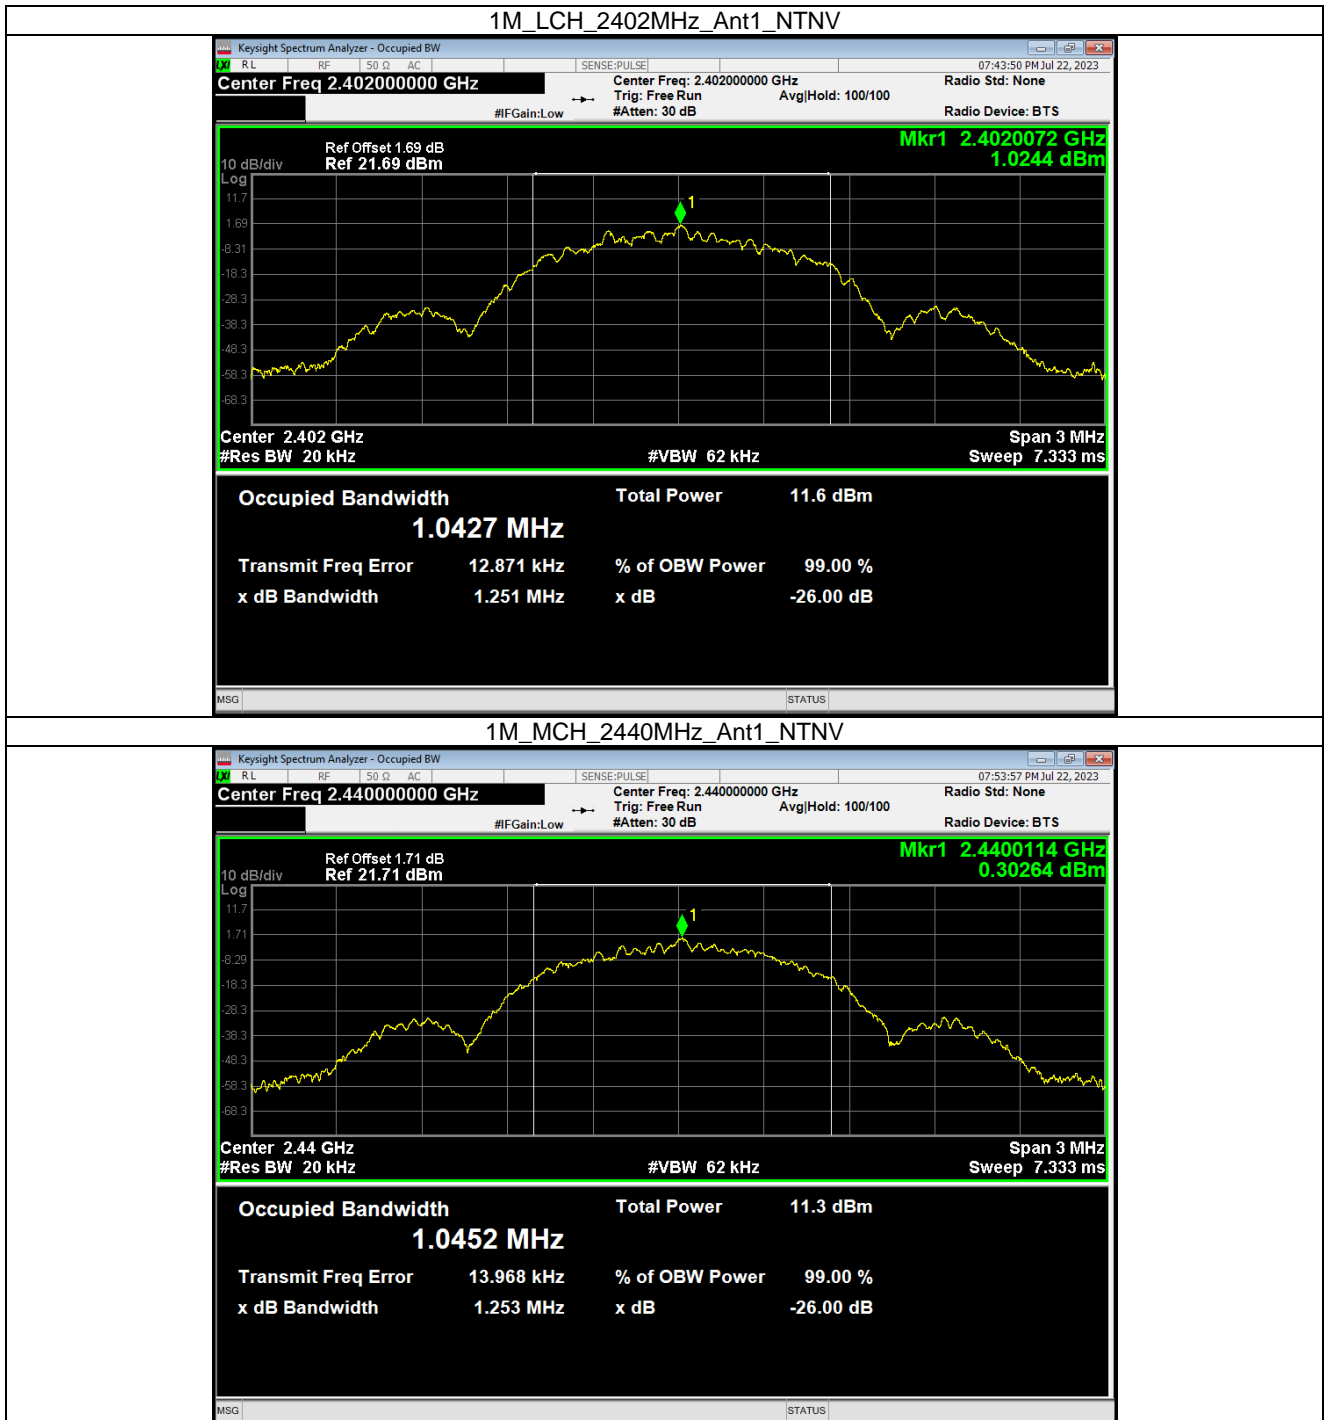 1M_LCH_2402MHz_Ant1_NTNV
Keysight Spectrum Analyzer - Occupied BW
LXI RL RF 50 Ω AC SENSE:PULSE 07:43:50 PM Jul 22, 2023
Center Freq 2.402000000 GHz Center Freq: 2.402000000 GHz Radio Std: None
Trig: Free Run Avg|Hold: 100/100
#IFGain:Low #Atten: 30 dB Radio Device: BTS
Mkr1 2.4020072 GHz
Ref Offset 1.69 dB
10 dB/div Ref 21.69 dBm 1.0244 dBm
Log
11.7
1
1.69
-8.31
-18.3
-28.3
-38.3
-48.3
-58.3
-68.3
Center 2.402 GHz Span 3 MHz
#Res BW 20 kHz #VBW 62 kHz Sweep 7.333 ms
Occupied Bandwidth Total Power 11.6 dBm
1.0427 MHz
Transmit Freq Error 12.871 kHz % of OBW Power 99.00 %
x dB Bandwidth 1.251 MHz x dB -26.00 dB
MSG STATUS
1M_MCH_2440MHz_Ant1_NTNV
Keysight Spectrum Analyzer - Occupied BW
LXI RL RF 50 Ω AC SENSE:PULSE 07:53:57 PM Jul 22, 2023
Center Freq 2.440000000 GHz Center Freq: 2.440000000 GHz Radio Std: None
Trig: Free Run Avg|Hold: 100/100
#IFGain:Low #Atten: 30 dB Radio Device: BTS
Mkr1 2.4400114 GHz
Ref Offset 1.71 dB
10 dB/div Ref 21.71 dBm 0.30264 dBm
Log
11.7
1
1.71
-8.29
-18.3
-28.3
-38.3
-48.3
-58.3
-68.3
Center 2.44 GHz Span 3 MHz
#Res BW 20 kHz #VBW 62 kHz Sweep 7.333 ms
Occupied Bandwidth Total Power 11.3 dBm
1.0452 MHz
Transmit Freq Error 13.968 kHz % of OBW Power 99.00 %
x dB Bandwidth 1.253 MHz x dB -26.00 dB
MSG STATUS